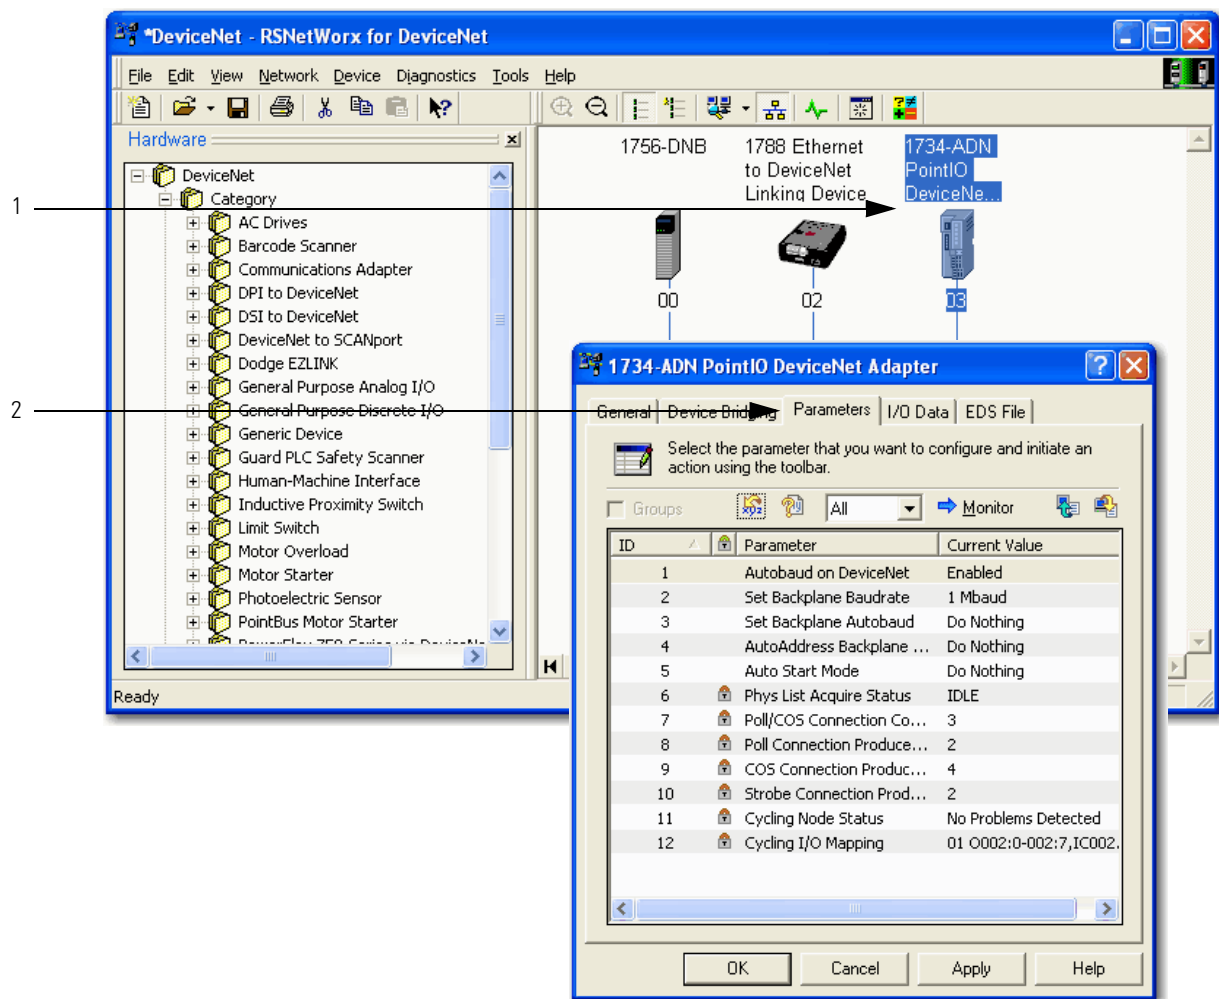 *DeviceNet - RSNetWorx for DeviceNet
File Edit View Network Device Diagnostics Tools Help
Hardware
DeviceNet
Category
AC Drives
Barcode Scanner
Communications Adapter
DPI to DeviceNet
DSI to DeviceNet
DeviceNet to SCANport
Dodge EZLINK
General Purpose Analog I/O
General Purpose Discrete I/O
Generic Device
Guard PLC Safety Scanner
Human-Machine Interface
Inductive Proximity Switch
Limit Switch
Motor Overload
Motor Starter
Photoelectric Sensor
PointBus Motor Starter
Ready
1
2
1756-DNB
00
1788 Ethernet
to DeviceNet
Linking Device
02
1734-ADN
PointIO
DeviceNe...
03
1734-ADN PointIO DeviceNet Adapter
General Device Bridging Parameters I/O Data EDS File
Select the parameter that you want to configure and initiate an
action using the toolbar.
Groups All Monitor
ID Parameter Current Value
1 Autobaud on DeviceNet Enabled
2 Set Backplane Baudrate 1 Mbaud
3 Set Backplane Autobaud Do Nothing
4 AutoAddress Backplane ... Do Nothing
5 Auto Start Mode Do Nothing
6 Phys List Acquire Status IDLE
7 Poll/COS Connection Co... 3
8 Poll Connection Produce... 2
9 COS Connection Produc... 4
10 Strobe Connection Prod... 2
11 Cycling Node Status No Problems Detected
12 Cycling I/O Mapping 01 O002:0-002:7,IC002.
OK Cancel Apply Help